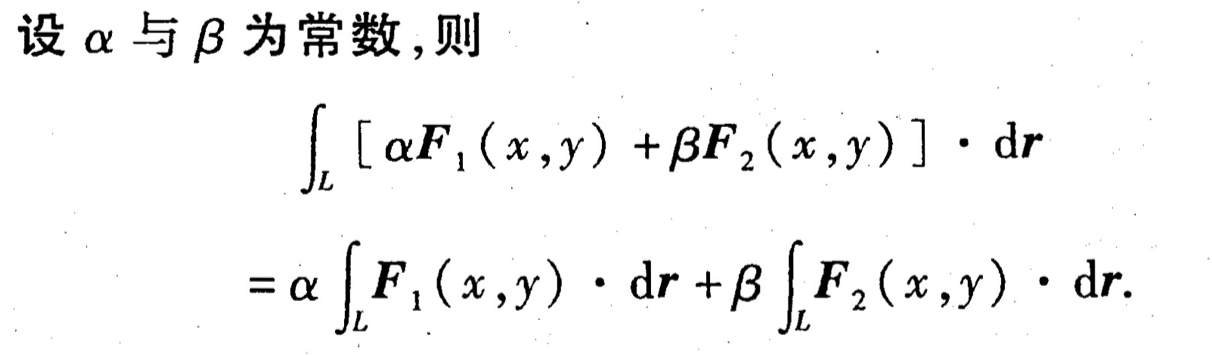 设 α 与 β 为常数,则
∫_L [αF₁(x,y) + βF₂(x,y)] · dr
= α ∫_L F₁(x,y) · dr + β ∫_L F₂(x,y) · dr.